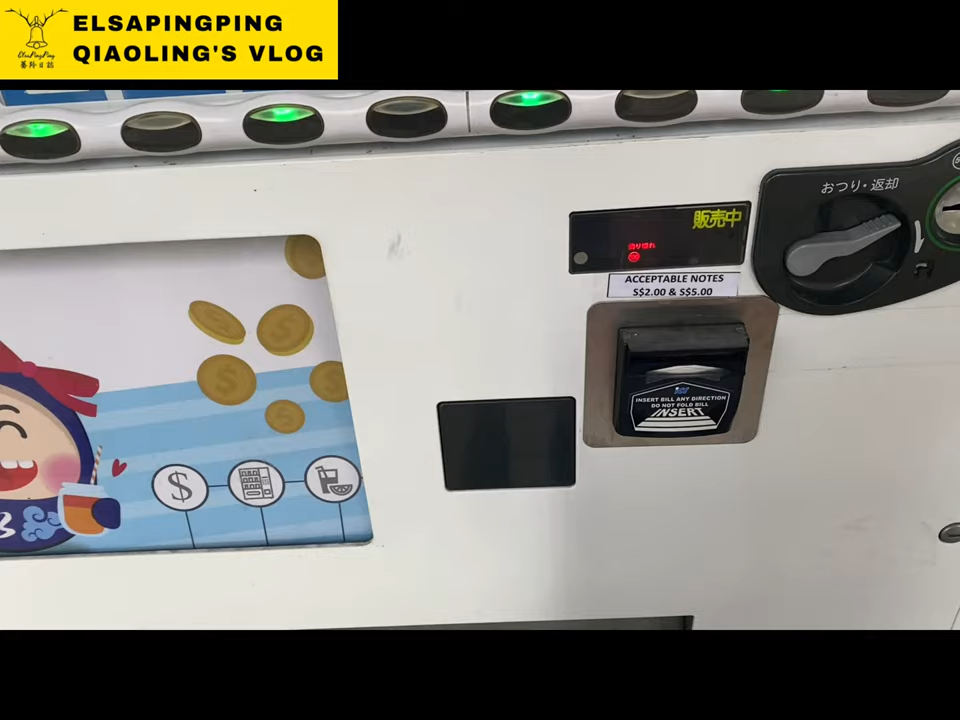 ELSAPINGPING
QIAOLING'S VLOG
ElsaPingPing
おつり・返却
販売中
売り切れ
ACCEPTABLE NOTES
S$2.00 & S$5.00
INSERT BILL ANY DIRECTION
DO NOT FOLD BILL
INSERT
$